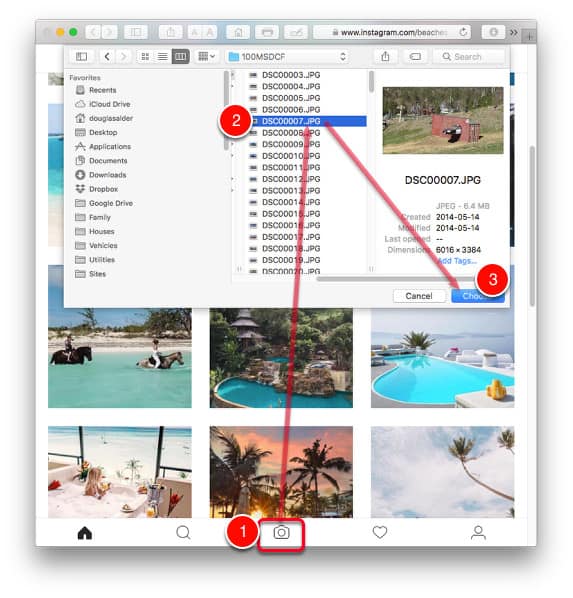 A A
www.instagram.com/beaches
100MSDCF
Search
Favorites
Recents
iCloud Drive
douglasalder
Desktop
Applications
Documents
Downloads
Dropbox
Google Drive
Family
Houses
Vehicles
Utilities
Sites
DSC00003.JPG
DSC00004.JPG
DSC00005.JPG
DSC00006.JPG
2
DSC00007.JPG
DSC00008.JPG
DSC00009.JPG
DSC00010.JPG
DSC00011.JPG
DSC00012.JPG
DSC00013.JPG
DSC00014.JPG
DSC00015.JPG
DSC00016.JPG
DSC00017.JPG
DSC00018.JPG
DSC00019.JPG
DSC00020.JPG
DSC00007.JPG
JPEG - 6.4 MB
Created 2014-05-14
Modified 2014-05-14
Last opened --
Dimensions 6016 × 3384
Add Tags...
3
Cancel
Choo
1